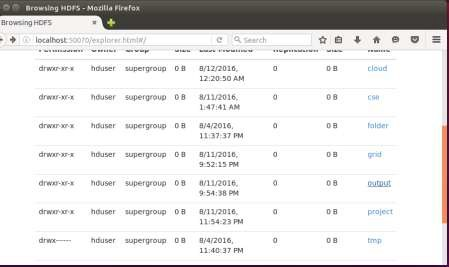 Browsing HDFS - Mozilla Firefox
Browsing HDFS
localhost:50070/explorer.html#/
Search
Permission Owner Group Size Last Modified Replication Size Name
drwxr-xr-x hduser supergroup 0 B 8/12/2016, 12:20:50 AM 0 0 B cloud
drwxr-xr-x hduser supergroup 0 B 8/11/2016, 1:47:41 AM 0 0 B cse
drwxr-xr-x hduser supergroup 0 B 8/4/2016, 11:37:37 PM 0 0 B folder
drwxr-xr-x hduser supergroup 0 B 8/11/2016, 9:52:15 PM 0 0 B grid
drwxr-xr-x hduser supergroup 0 B 8/11/2016, 9:54:38 PM 0 0 B output
drwxr-xr-x hduser supergroup 0 B 8/11/2016, 11:54:23 PM 0 0 B project
drwx------ hduser supergroup 0 B 8/4/2016, 11:40:37 PM 0 0 B tmp